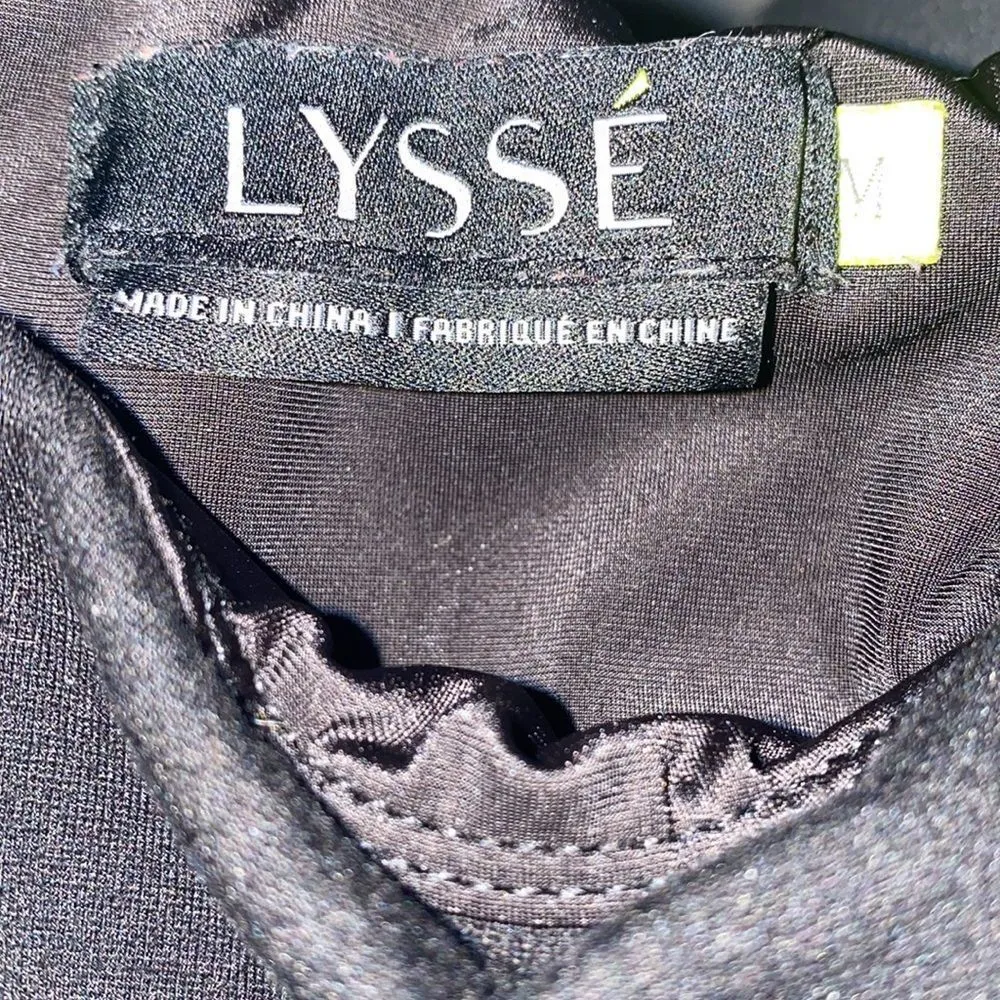 LYSSÉ
M
MADE IN CHINA | FABRIQUÉ EN CHINE